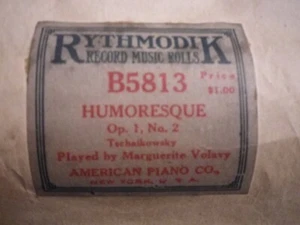 RYTHMODIK
RECORD MUSIC ROLLS
B5813 Price
$1.00
HUMORESQUE
Op. 1, No. 2
Tschaikowsky
Played by Marguerite Volavy
AMERICAN PIANO CO.,
NEW YORK, U. S. A.